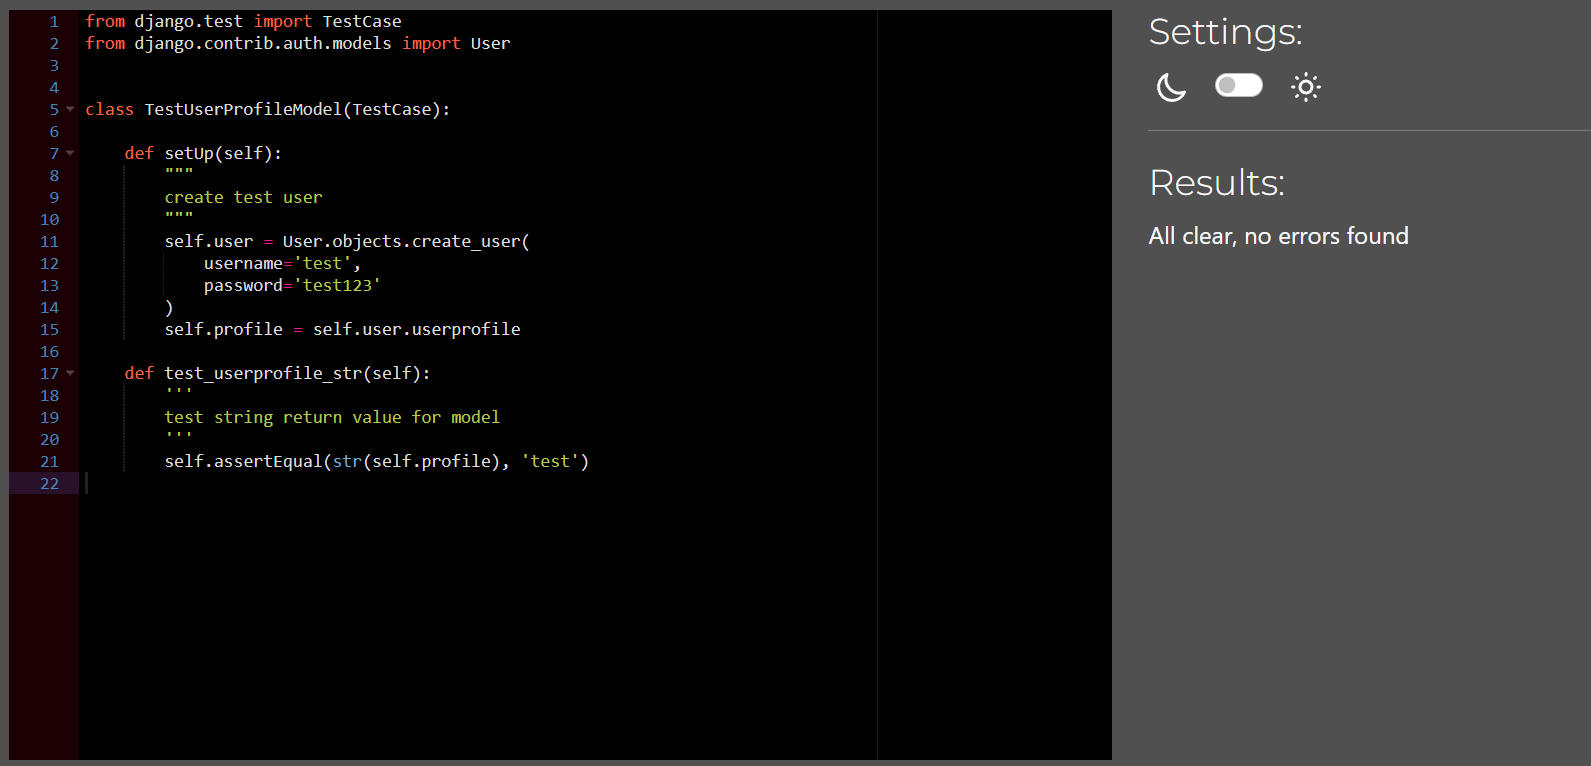 1 from django.test import TestCase
2 from django.contrib.auth.models import User
3
4
5 class TestUserProfileModel(TestCase):
6
7     def setUp(self):
8         """
9         create test user
10         """
11         self.user = User.objects.create_user(
12             username='test',
13             password='test123'
14         )
15         self.profile = self.user.userprofile
16
17     def test_userprofile_str(self):
18         '''
19         test string return value for model
20         '''
21         self.assertEqual(str(self.profile), 'test')
22
Settings:
Results:
All clear, no errors found